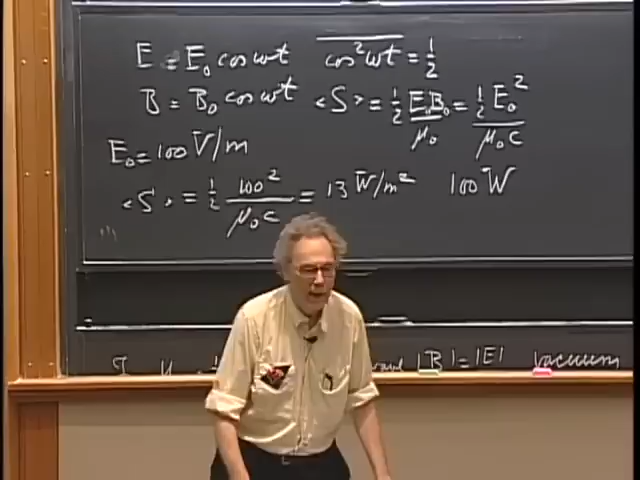 E = E₀ cos ωt   cos²ωt = 1/2
B = B₀ cos ωt   <S> = 1/2 E₀B₀/μ₀ = 1/2 E₀²/μ₀c
E₀ = 100 V/m
<S> = 1/2 100²/μ₀c = 13 W/m²   100 W
|B| = |E| vacuum